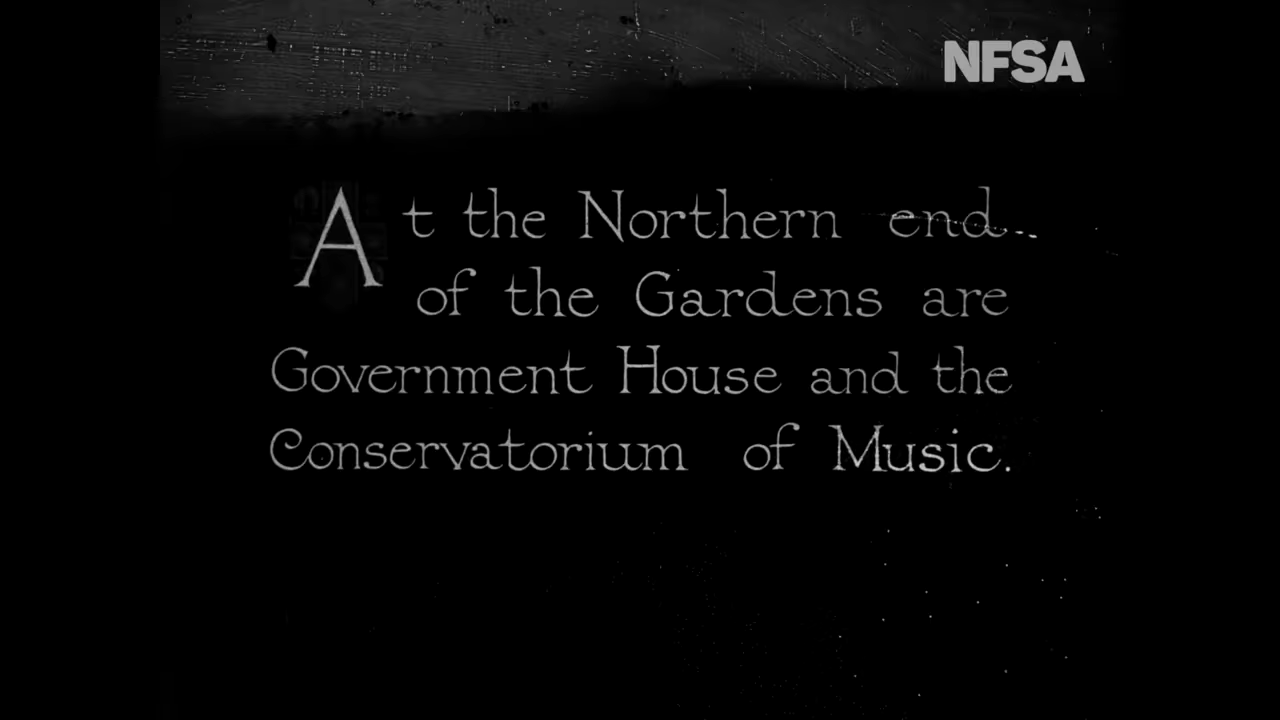 NFSA
At the Northern end
of the Gardens are
Government House and the
Conservatorium of Music.